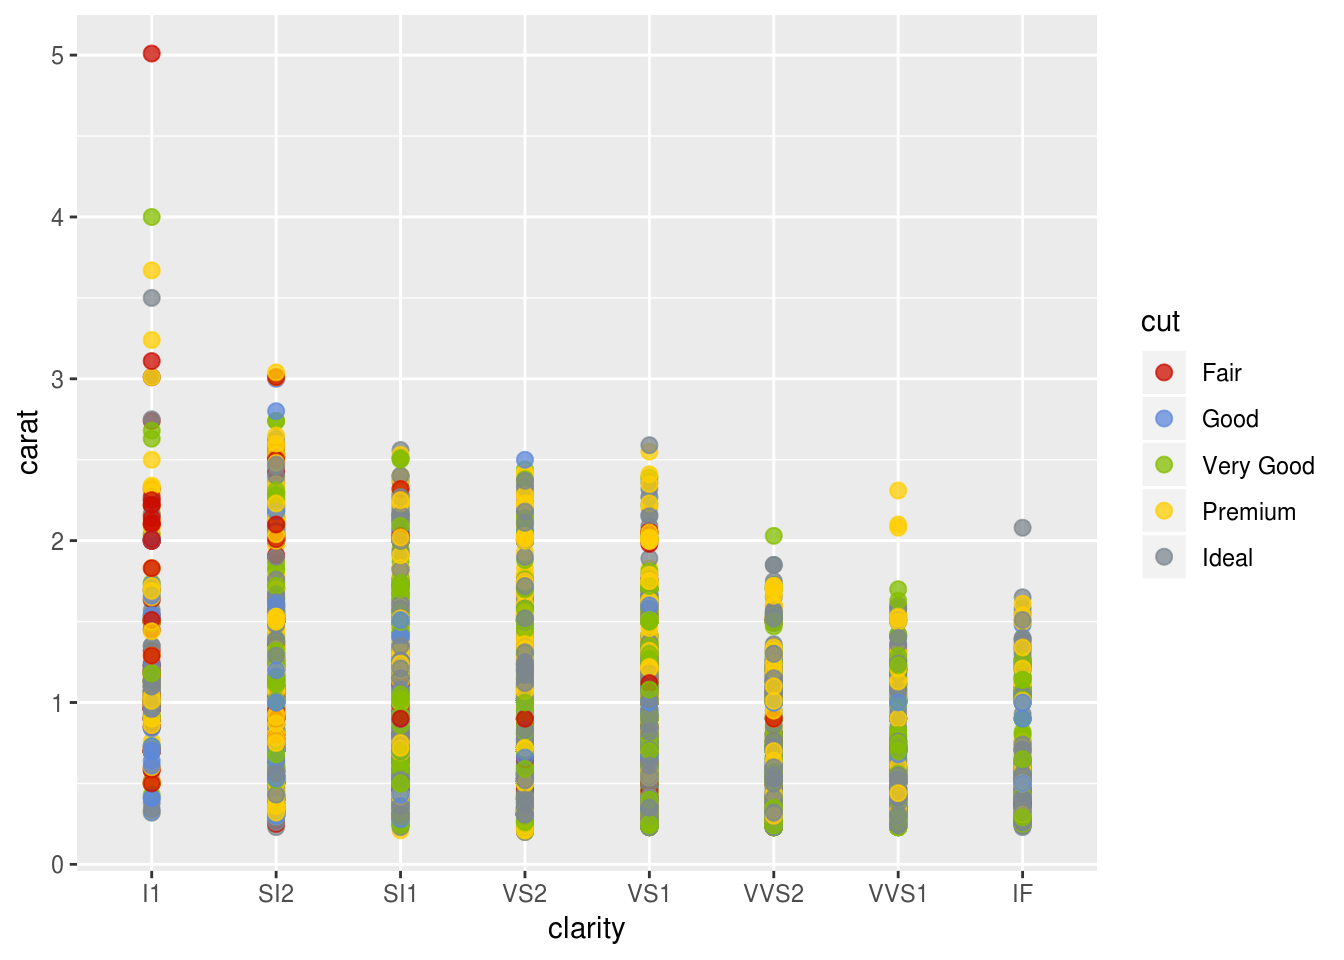 5
4
3
2
1
0
carat
I1 SI2 SI1 VS2 VS1 VVS2 VVS1 IF
clarity
cut
Fair
Good
Very Good
Premium
Ideal